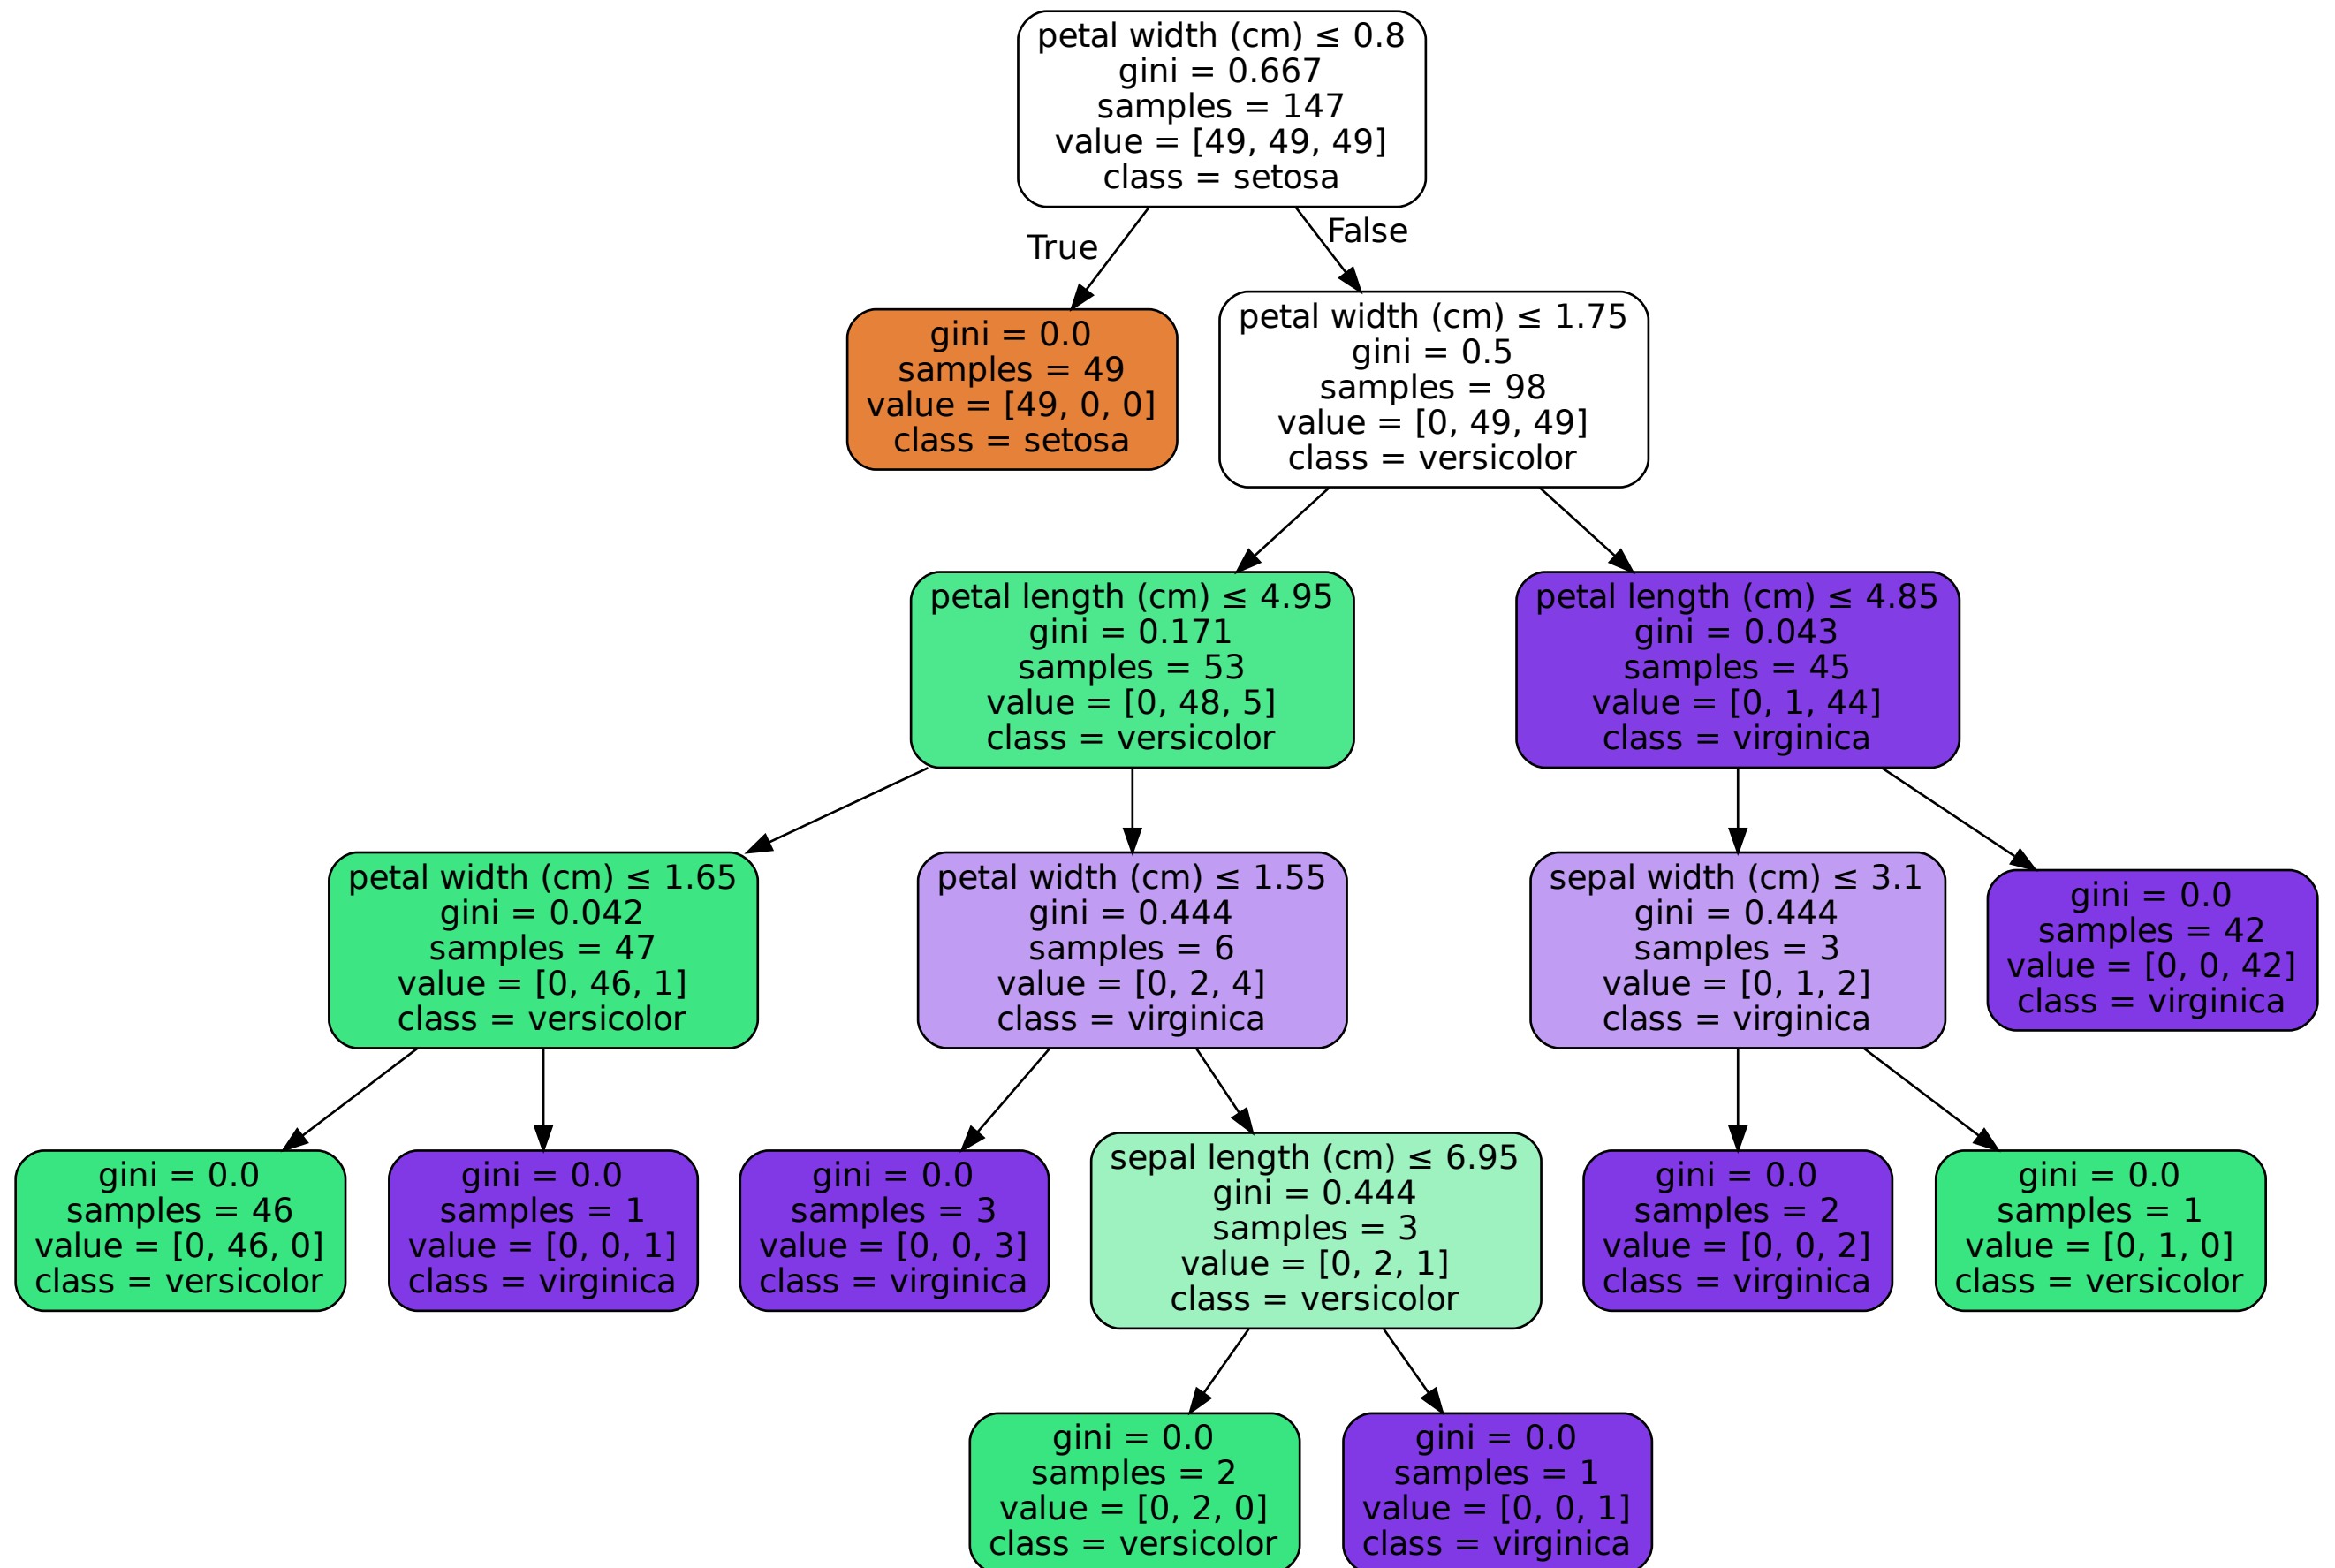 petal width (cm) ≤ 0.8
gini = 0.667
samples = 147
value = [49, 49, 49]
class = setosa
True
False
gini = 0.0
samples = 49
value = [49, 0, 0]
class = setosa
petal width (cm) ≤ 1.75
gini = 0.5
samples = 98
value = [0, 49, 49]
class = versicolor
petal length (cm) ≤ 4.95
gini = 0.171
samples = 53
value = [0, 48, 5]
class = versicolor
petal length (cm) ≤ 4.85
gini = 0.043
samples = 45
value = [0, 1, 44]
class = virginica
petal width (cm) ≤ 1.65
gini = 0.042
samples = 47
value = [0, 46, 1]
class = versicolor
petal width (cm) ≤ 1.55
gini = 0.444
samples = 6
value = [0, 2, 4]
class = virginica
sepal width (cm) ≤ 3.1
gini = 0.444
samples = 3
value = [0, 1, 2]
class = virginica
gini = 0.0
samples = 42
value = [0, 0, 42]
class = virginica
gini = 0.0
samples = 46
value = [0, 46, 0]
class = versicolor
gini = 0.0
samples = 1
value = [0, 0, 1]
class = virginica
gini = 0.0
samples = 3
value = [0, 0, 3]
class = virginica
sepal length (cm) ≤ 6.95
gini = 0.444
samples = 3
value = [0, 2, 1]
class = versicolor
gini = 0.0
samples = 2
value = [0, 0, 2]
class = virginica
gini = 0.0
samples = 1
value = [0, 1, 0]
class = versicolor
gini = 0.0
samples = 2
value = [0, 2, 0]
class = versicolor
gini = 0.0
samples = 1
value = [0, 0, 1]
class = virginica